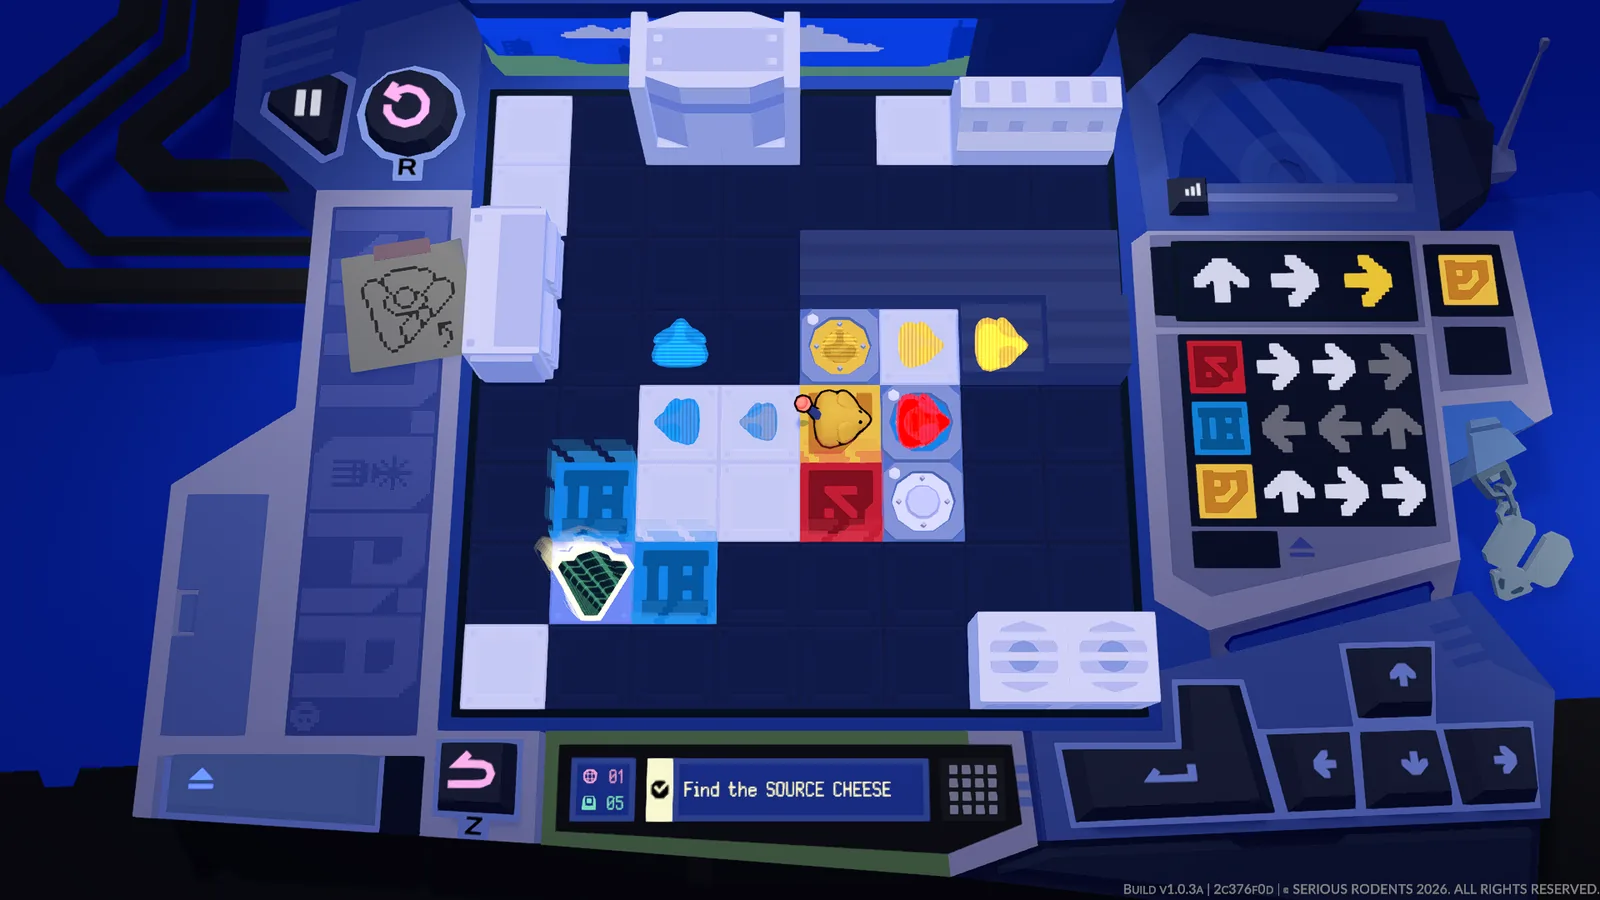 R
Z
01
05
Find the SOURCE CHEESE
BUILD V1.0.3A | 2C376F0D | SERIOUS RODENTS 2026. ALL RIGHTS RESERVED.